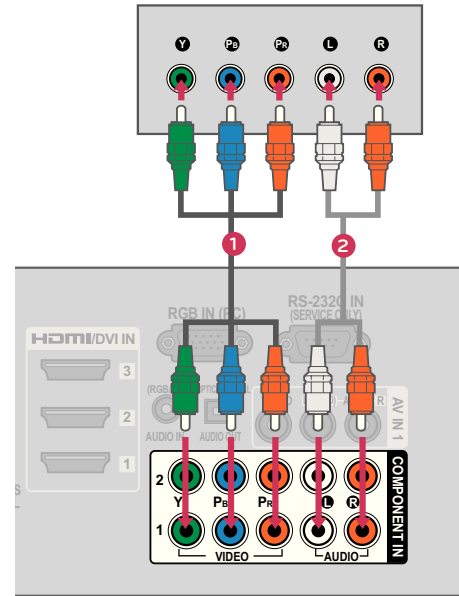 Y PB PR L R
1 2
RGB IN (PC)
RS-232C IN
(SERVICE ONLY)
HDMI/DVI IN
3
2
1
(RGB
AUDIO IN
AUDIO OUT
R
AV IN 1
2
Y PB PR L R
1
VIDEO
AUDIO
COMPONENT IN
S